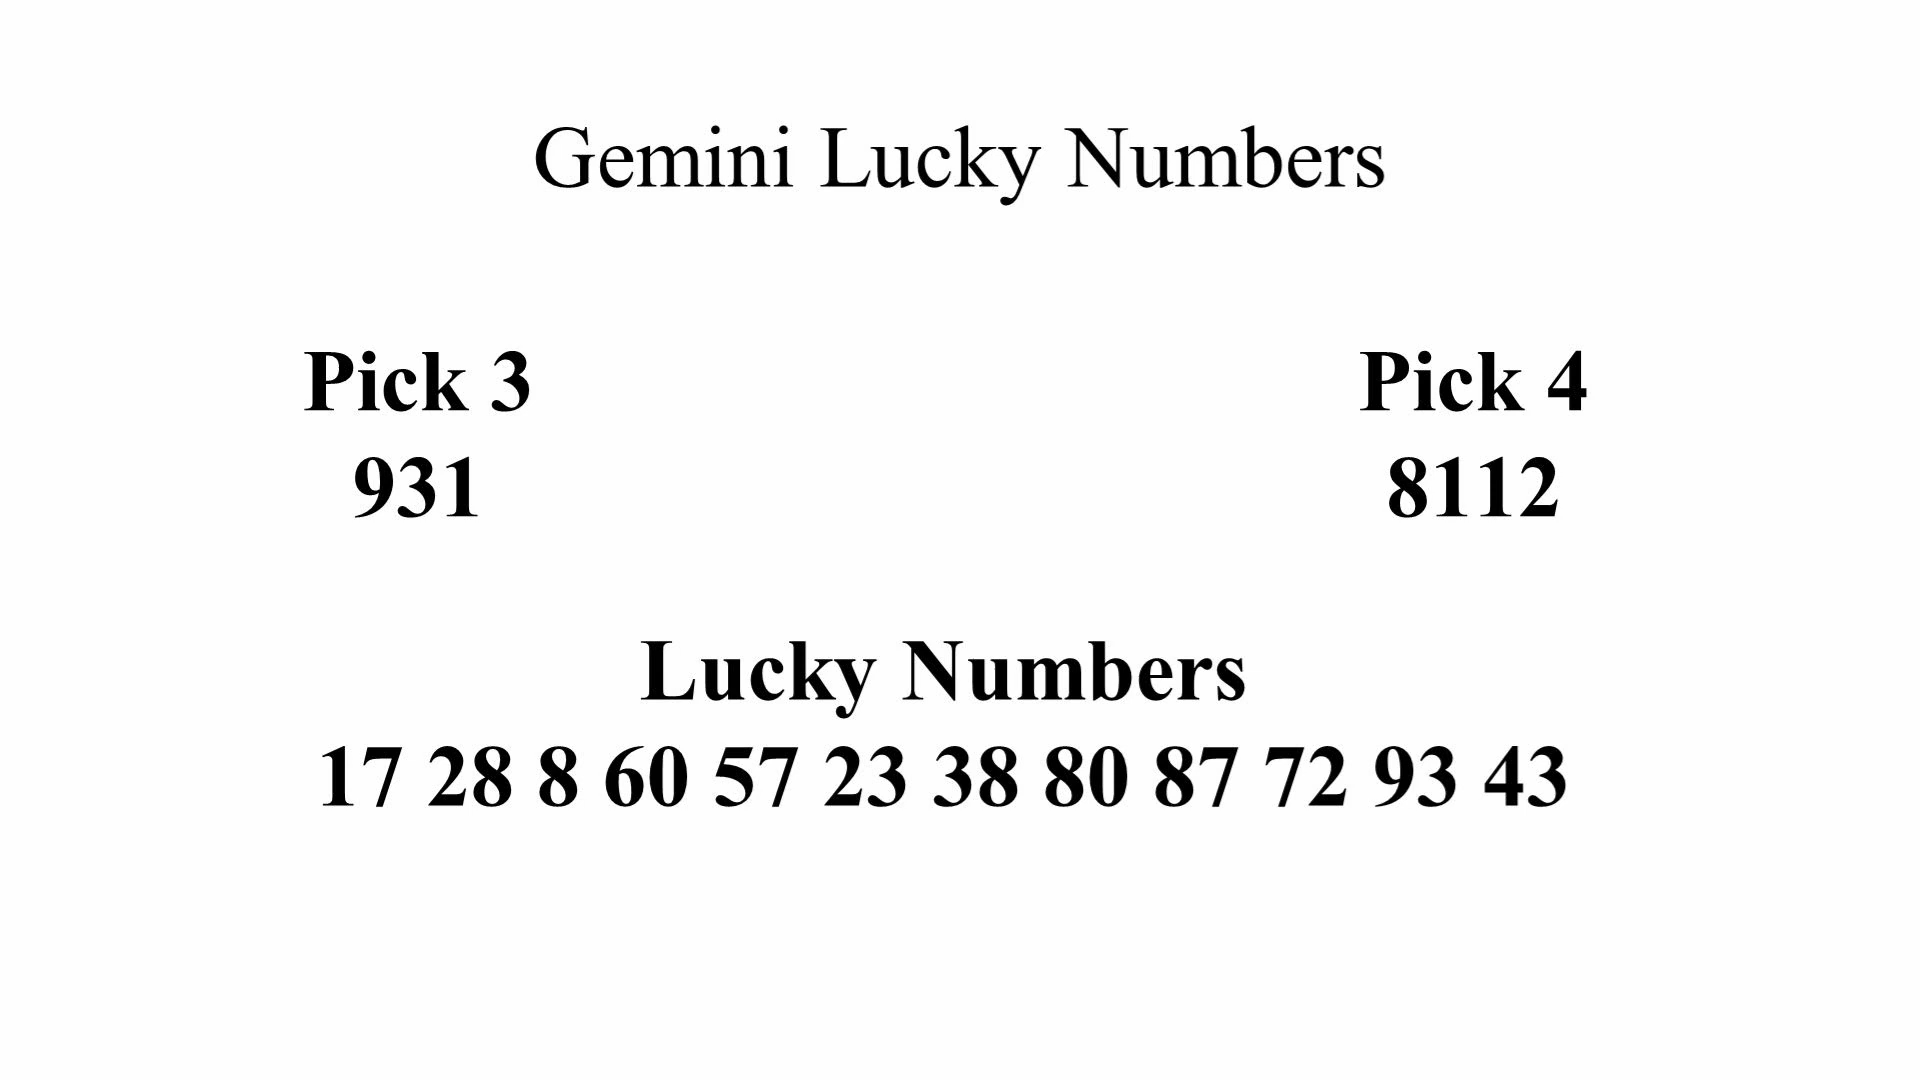 Gemini Lucky Numbers
Pick 3
931
Pick 4
8112
Lucky Numbers
17 28 8 60 57 23 38 80 87 72 93 43